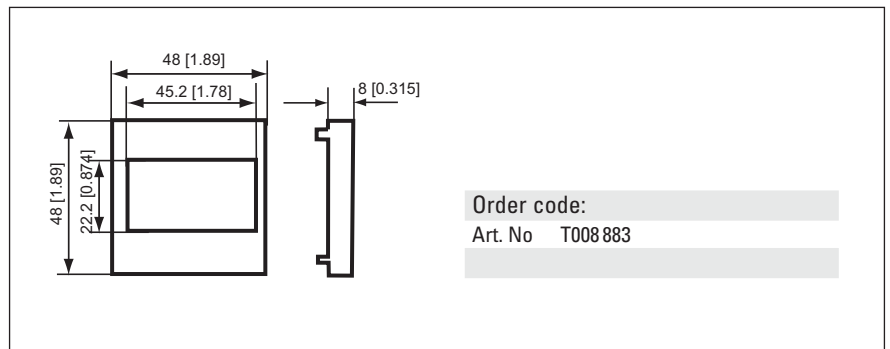 48 [1.89]
45.2 [1.78]
8 [0.315]
48 [1.89]
22.2 [0.874]
Order code:
Art. No T008 883